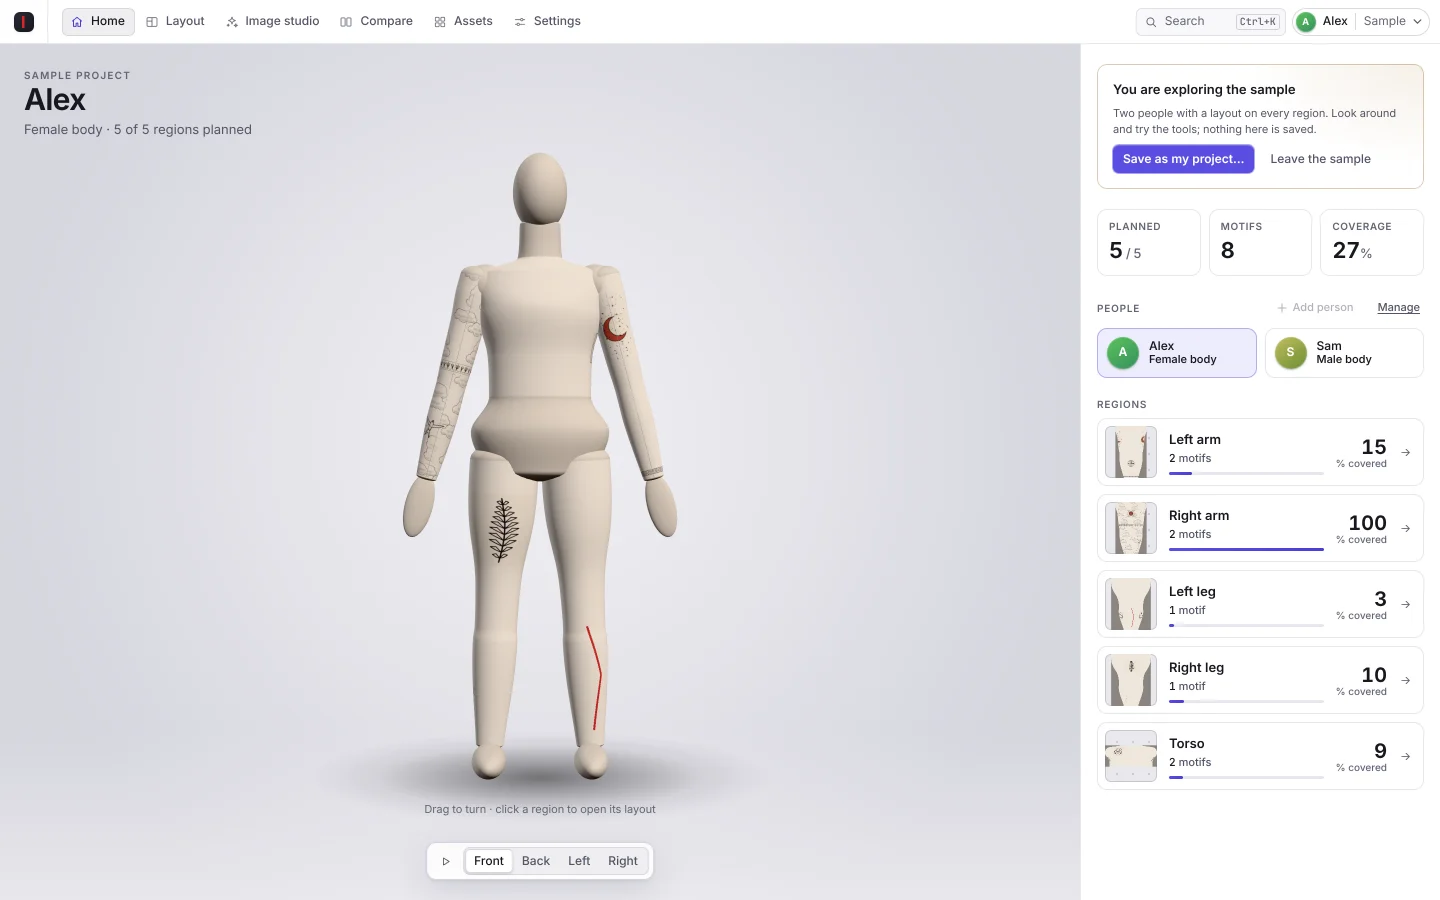 Home
Layout
Image studio
Compare
Assets
Settings
Search
Ctrl+K
A
Alex
Sample
SAMPLE PROJECT
Alex
Female body · 5 of 5 regions planned
Drag to turn · click a region to open its layout
Front
Back
Left
Right
You are exploring the sample
Two people with a layout on every region. Look around
and try the tools; nothing here is saved.
Save as my project...
Leave the sample
PLANNED
5 / 5
MOTIFS
8
COVERAGE
27%
PEOPLE
Add person
Manage
A
Alex
Female body
S
Sam
Male body
REGIONS
Left arm
2 motifs
15
% covered
Right arm
2 motifs
100
% covered
Left leg
1 motif
3
% covered
Right leg
1 motif
10
% covered
Torso
2 motifs
9
% covered